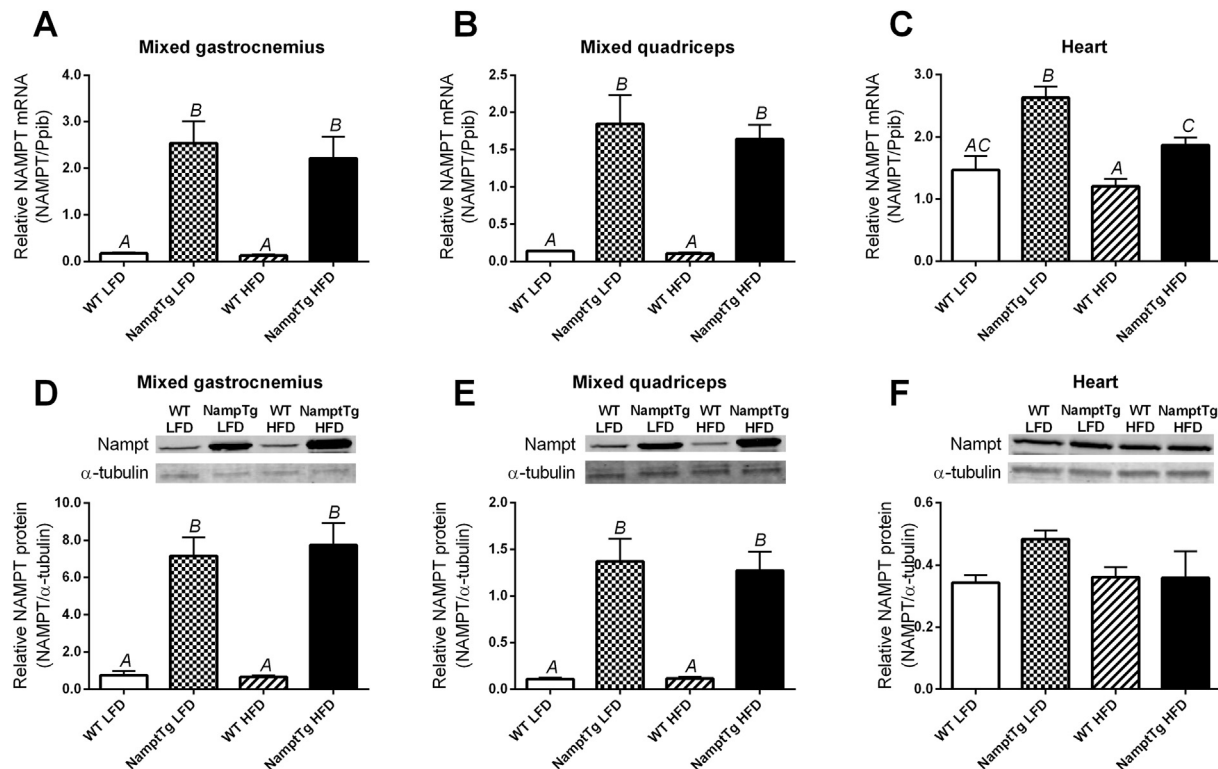 A
Mixed gastrocnemius
Relative NAMPT mRNA
(NAMPT/Ppib)
4.0
3.0
2.0
1.0
0.0
A
B
A
B
WT LFD
NamptTg LFD
WT HFD
NamptTg HFD
B
Mixed quadriceps
Relative NAMPT mRNA
(NAMPT/Ppib)
2.5
2.0
1.5
1.0
0.5
0.0
A
B
A
B
WT LFD
NamptTg LFD
WT HFD
NamptTg HFD
C
Heart
Relative NAMPT mRNA
(NAMPT/Ppib)
3.0
2.0
1.0
0.0
AC
B
A
C
WT LFD
NamptTg LFD
WT HFD
NamptTg HFD
D
Mixed gastrocnemius
WT NamptTg WT NamptTg
LFD LFD HFD HFD
Nampt
α-tubulin
Relative NAMPT protein
(NAMPT/α-tubulin)
10.0
8.0
6.0
4.0
2.0
0.0
A
B
A
B
WT LFD
NamptTg LFD
WT HFD
NamptTg HFD
E
Mixed quadriceps
WT NamptTg WT NamptTg
LFD LFD HFD HFD
Nampt
α-tubulin
Relative NAMPT protein
(NAMPT/α-tubulin)
2.0
1.5
1.0
0.5
0.0
A
B
A
B
WT LFD
NamptTg LFD
WT HFD
NamptTg HFD
F
Heart
WT NamptTg WT NamptTg
LFD LFD HFD HFD
Nampt
α-tubulin
Relative NAMPT protein
(NAMPT/α-tubulin)
0.6
0.4
0.2
0.0
WT LFD
NamptTg LFD
WT HFD
NamptTg HFD